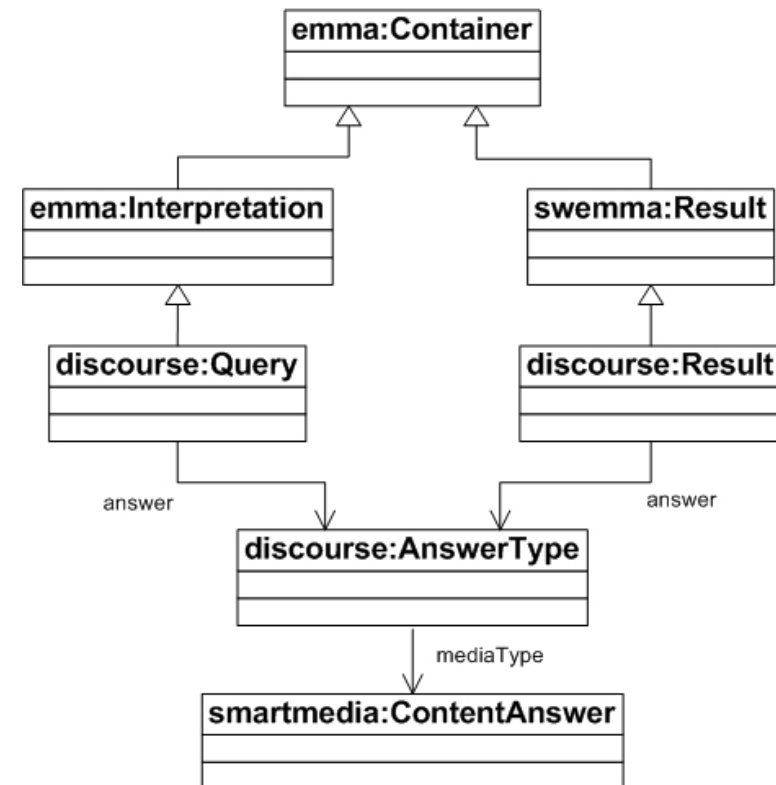 emma:Container
emma:Interpretation
swemma:Result
discourse:Query
discourse:Result
answer
answer
discourse:AnswerType
mediaType
smartmedia:ContentAnswer